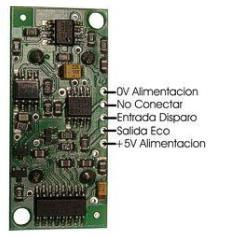 0V Alimentacion
No Conectar
Entrada Disparo
Salida Eco
+5V Alimentacion